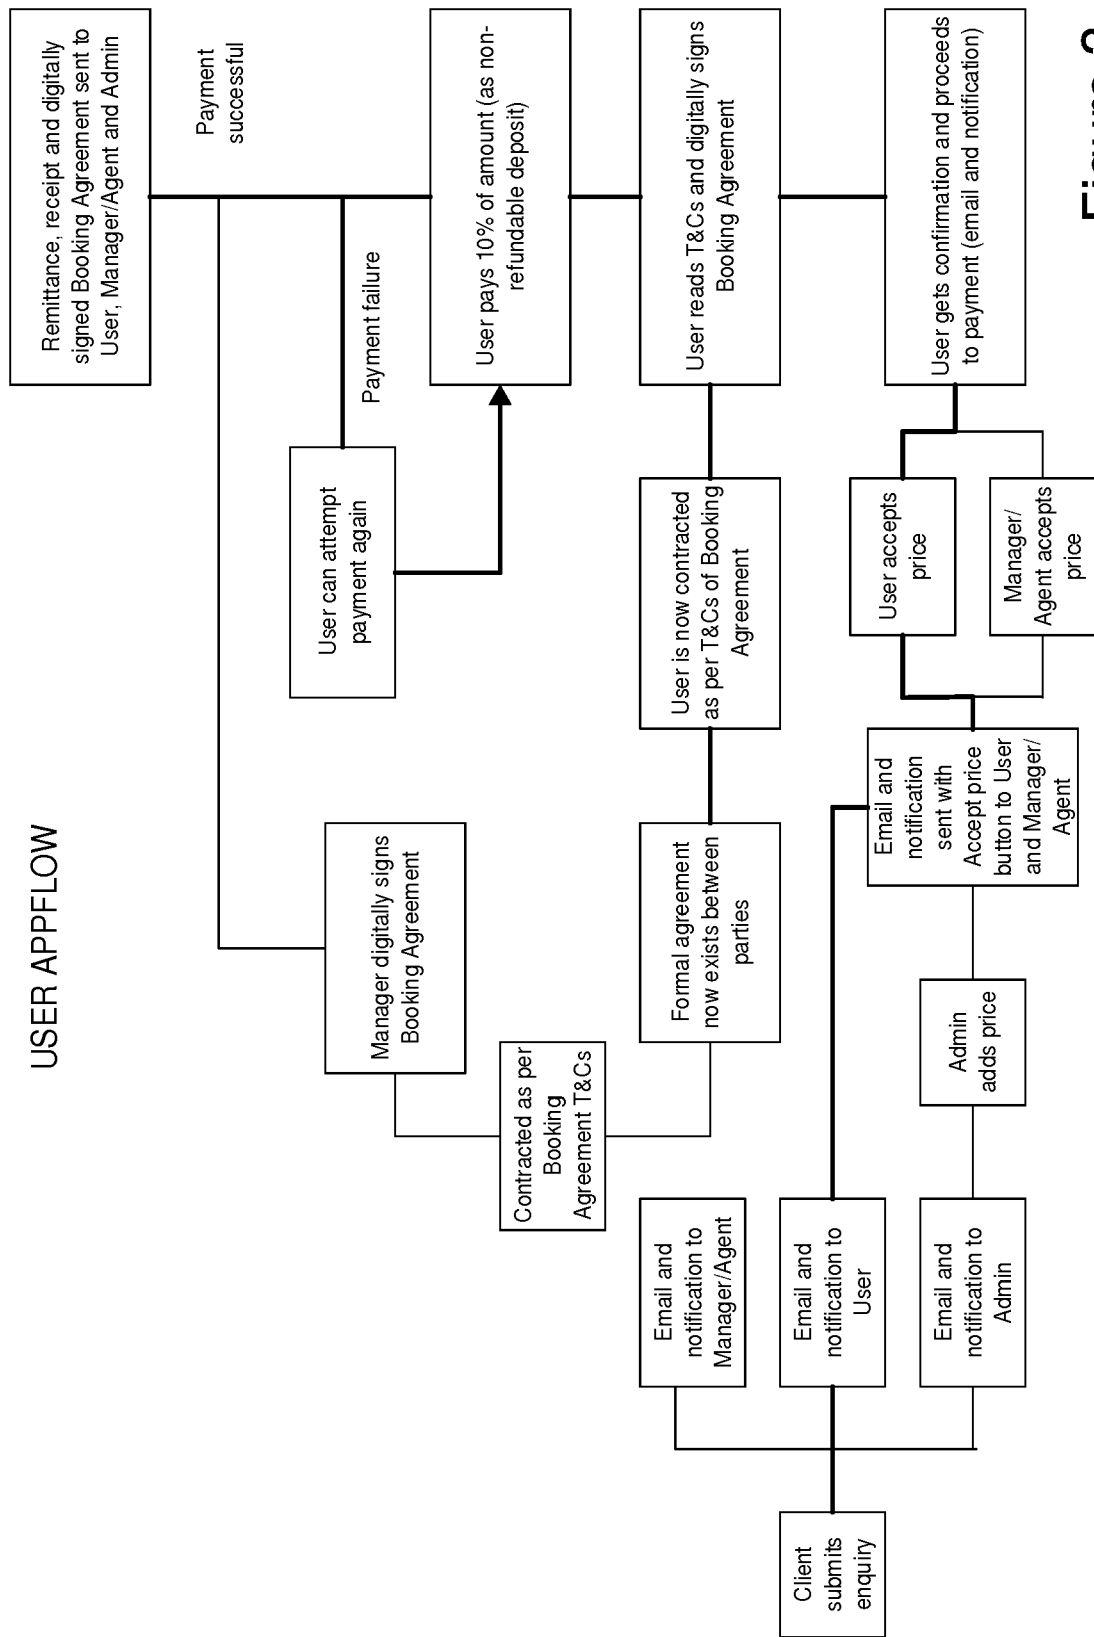 USER APPFLOW
Remittance, receipt and digitally
signed Booking Agreement sent to
User, Manager/Agent and Admin
Payment
successful
User can attempt
payment again
Payment failure
Manager digitally signs
Booking Agreement
User pays 10% of amount (as non-
refundable deposit)
Contracted as per
Booking
Agreement T&Cs
Email and
notification to
Manager/Agent
Formal agreement
now exists between
parties
User is now contracted
as per T&Cs of Booking
Agreement
User reads T&Cs and digitally signs
Booking Agreement
Client
submits
enquiry
Email and
notification to
User
Email and
notification
sent with
Accept price
button to User
and Manager/
Agent
User accepts
price
User gets confirmation and proceeds
to payment (email and notification)
Email and
notification to
Admin
Admin
adds price
Manager/
Agent accepts
price
Figure